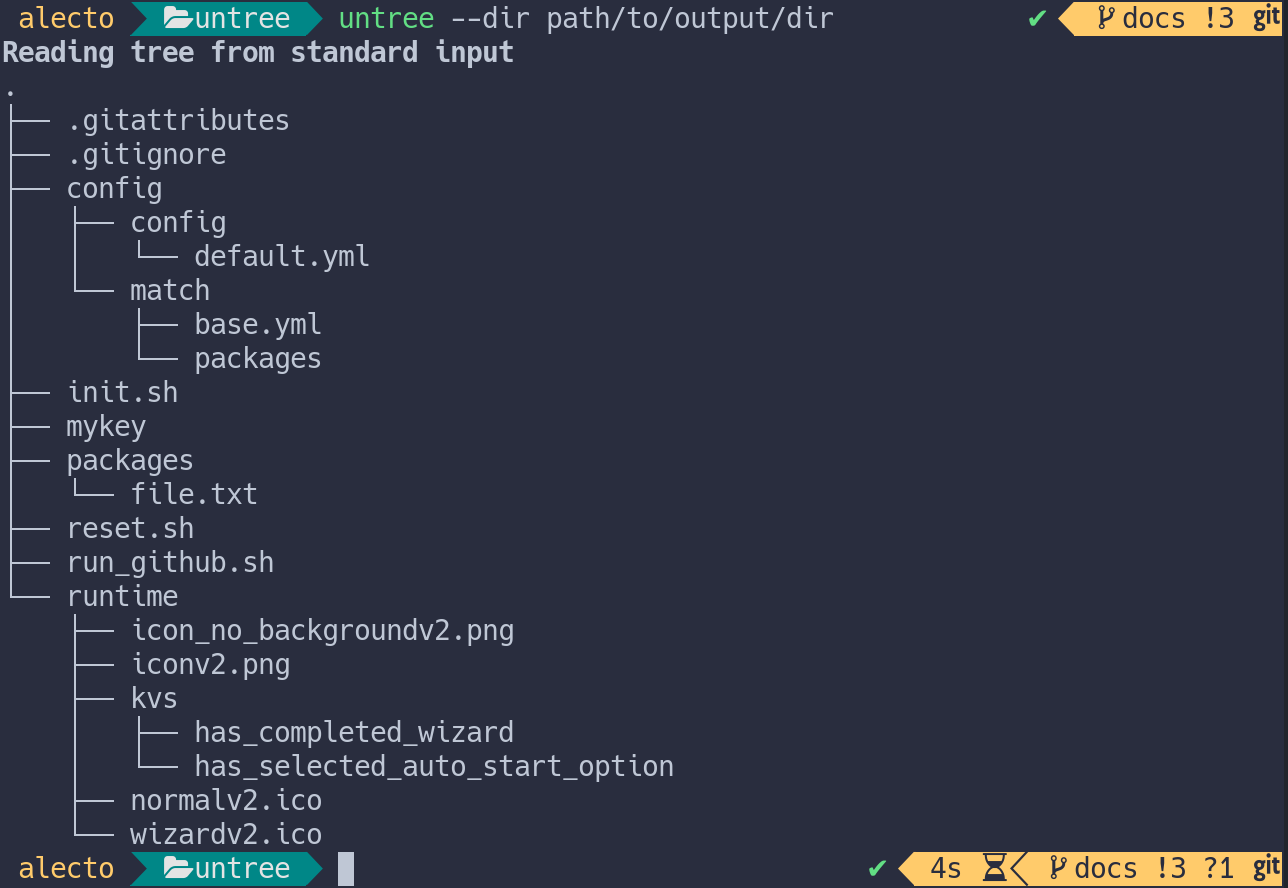 alecto untree untree --dir path/to/output/dir ✔ docs !3 git
Reading tree from standard input
.
├── .gitattributes
├── .gitignore
├── config
│   ├── config
│   │   └── default.yml
│   └── match
│       ├── base.yml
│       └── packages
├── init.sh
├── mykey
├── packages
│   └── file.txt
├── reset.sh
├── run_github.sh
└── runtime
    ├── icon_no_backgroundv2.png
    ├── iconv2.png
    ├── kvs
    │   ├── has_completed_wizard
    │   └── has_selected_auto_start_option
    ├── normalv2.ico
    └── wizardv2.ico
alecto untree ✔ 4s docs !3 ?1 git